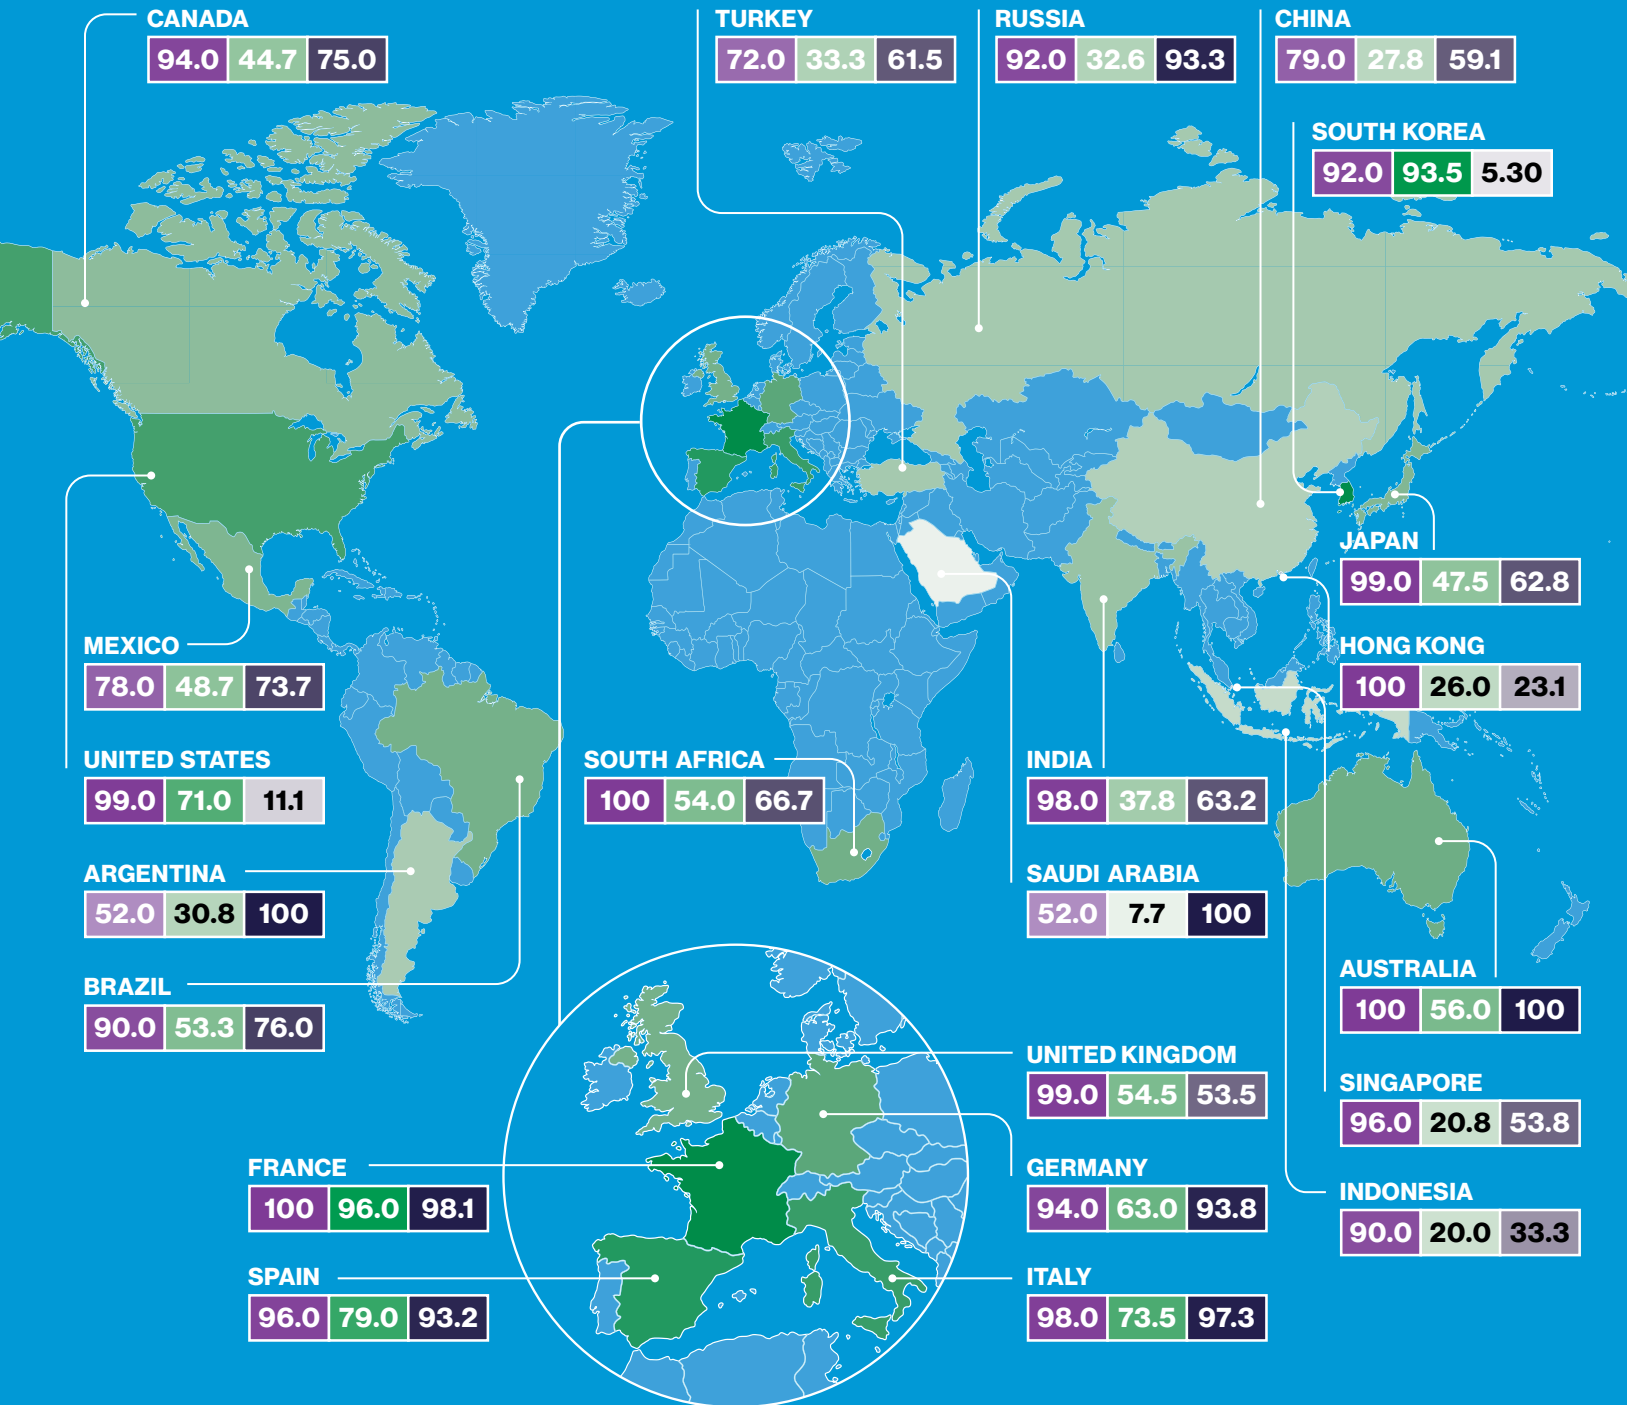 CANADA
94.0 44.7 75.0
TURKEY
72.0 33.3 61.5
RUSSIA
92.0 32.6 93.3
CHINA
79.0 27.8 59.1
SOUTH KOREA
92.0 93.5 5.30
JAPAN
99.0 47.5 62.8
HONG KONG
100 26.0 23.1
MEXICO
78.0 48.7 73.7
UNITED STATES
99.0 71.0 11.1
SOUTH AFRICA
100 54.0 66.7
INDIA
98.0 37.8 63.2
ARGENTINA
52.0 30.8 100
SAUDI ARABIA
52.0 7.7 100
BRAZIL
90.0 53.3 76.0
AUSTRALIA
100 56.0 100
UNITED KINGDOM
99.0 54.5 53.5
SINGAPORE
96.0 20.8 53.8
FRANCE
100 96.0 98.1
GERMANY
94.0 63.0 93.8
INDONESIA
90.0 20.0 33.3
SPAIN
96.0 79.0 93.2
ITALY
98.0 73.5 97.3